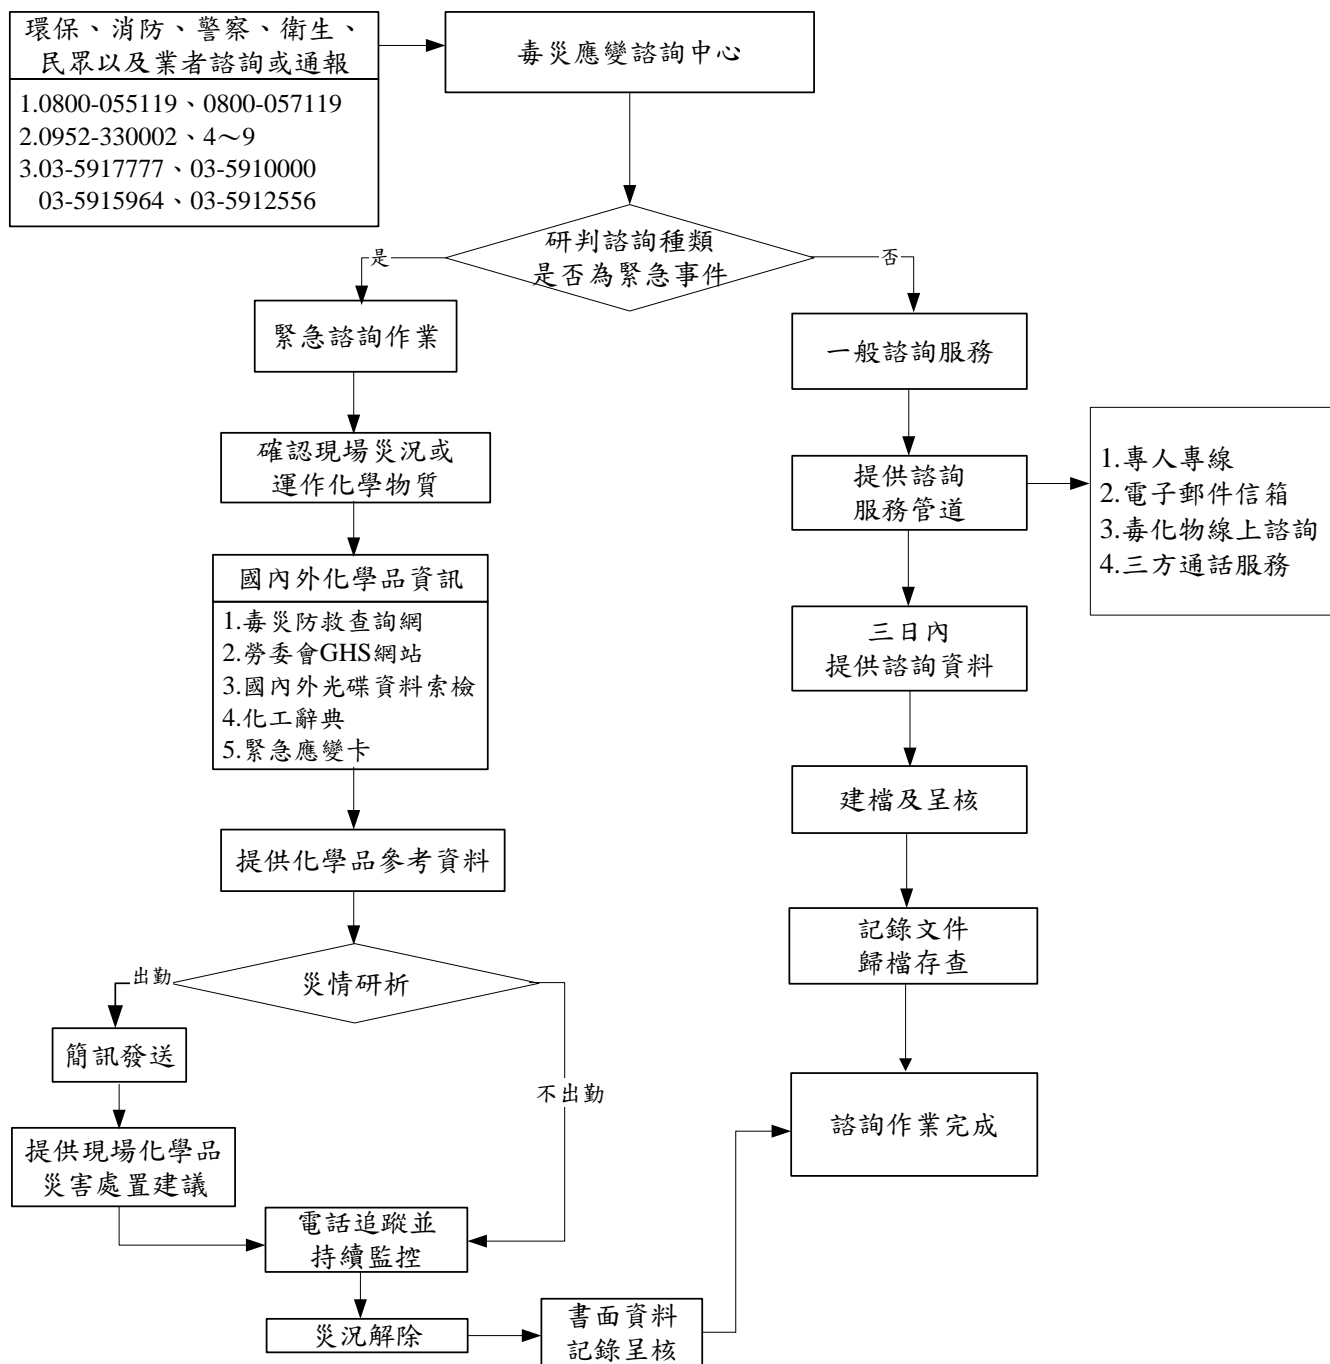 環保、消防、警察、衛生、
民眾以及業者諮詢或通報
1.0800-055119、0800-057119
2.0952-330002、4～9
3.03-5917777、03-5910000
03-5915964、03-5912556
毒災應變諮詢中心
研判諮詢種類
是否為緊急事件
是
否
緊急諮詢作業
確認現場災況或
運作化學物質
國內外化學品資訊
1.毒災防救查詢網
2.勞委會GHS網站
3.國內外光碟資料索檢
4.化工辭典
5.緊急應變卡
提供化學品參考資料
災情研析
出勤
不出勤
簡訊發送
提供現場化學品
災害處置建議
電話追蹤並
持續監控
災況解除
書面資料
記錄呈核
一般諮詢服務
提供諮詢
服務管道
1.專人專線
2.電子郵件信箱
3.毒化物線上諮詢
4.三方通話服務
三日內
提供諮詢資料
建檔及呈核
記錄文件
歸檔存查
諮詢作業完成